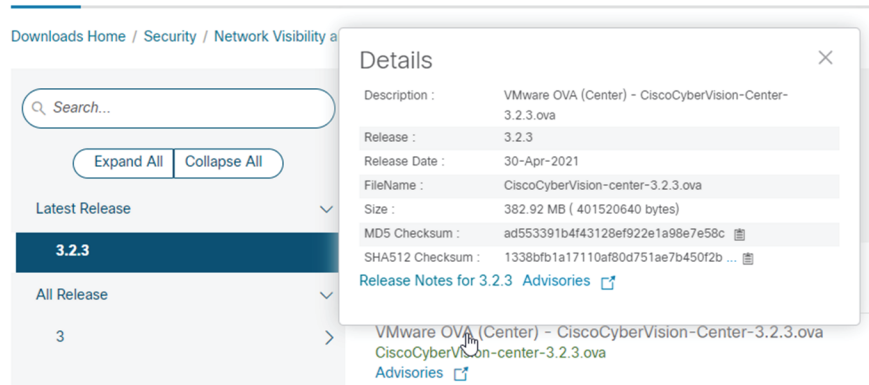 Downloads Home / Security / Network Visibility a
Search...
Expand All Collapse All
Latest Release
3.2.3
All Release
3
Details
Description : VMware OVA (Center) - CiscoCyberVision-Center-
3.2.3.ova
Release : 3.2.3
Release Date : 30-Apr-2021
FileName : CiscoCyberVision-center-3.2.3.ova
Size : 382.92 MB ( 401520640 bytes)
MD5 Checksum : ad553391b4f43128ef922e1a98e7e58c
SHA512 Checksum : 1338bfb1a17110af80d751ae7b450f2b ...
Release Notes for 3.2.3 Advisories
VMware OVA (Center) - CiscoCyberVision-Center-3.2.3.ova
CiscoCyberVision-center-3.2.3.ova
Advisories